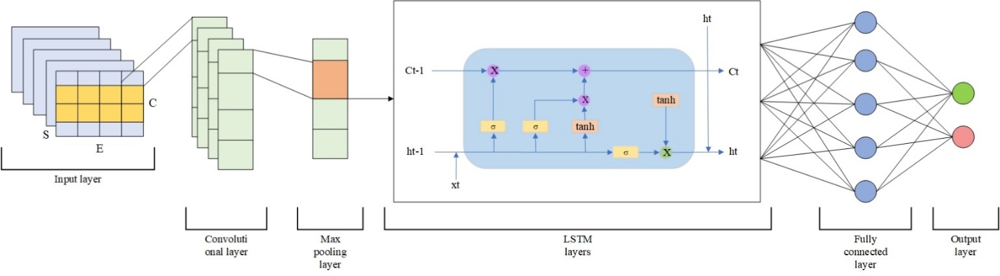 C
S
E
Input layer
Convoluti
onal layer
Max
pooling
layer
ht
Ct-1
X
+
Ct
X
tanh
σ
σ
tanh
ht-1
σ
X
ht
xt
LSTM
layers
Fully
connected
layer
Output
layer